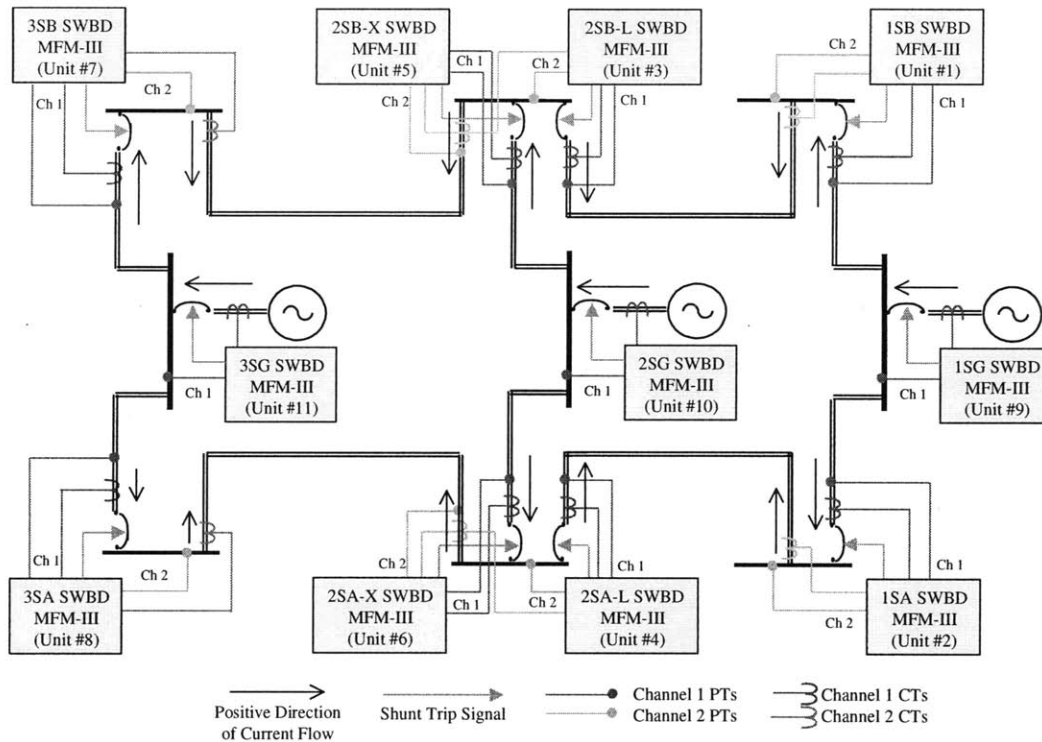 3SB SWBD
MFM-III
(Unit #7)
2SB-X SWBD
MFM-III
(Unit #5)
2SB-L SWBD
MFM-III
(Unit #3)
1SB SWBD
MFM-III
(Unit #1)
Ch 1
Ch 2
Ch 2
Ch 1
Ch 2
Ch 1
Ch 2
Ch 1
3SG SWBD
MFM-III
(Unit #11)
Ch 1
2SG SWBD
MFM-III
(Unit #10)
Ch 1
1SG SWBD
MFM-III
(Unit #9)
Ch 1
Ch 1
Ch 2
Ch 2
Ch 1
Ch 2
Ch 1
Ch 2
Ch 1
3SA SWBD
MFM-III
(Unit #8)
2SA-X SWBD
MFM-III
(Unit #6)
2SA-L SWBD
MFM-III
(Unit #4)
1SA SWBD
MFM-III
(Unit #2)
Positive Direction
of Current Flow
Shunt Trip Signal
Channel 1 PTs
Channel 2 PTs
Channel 1 CTs
Channel 2 CTs